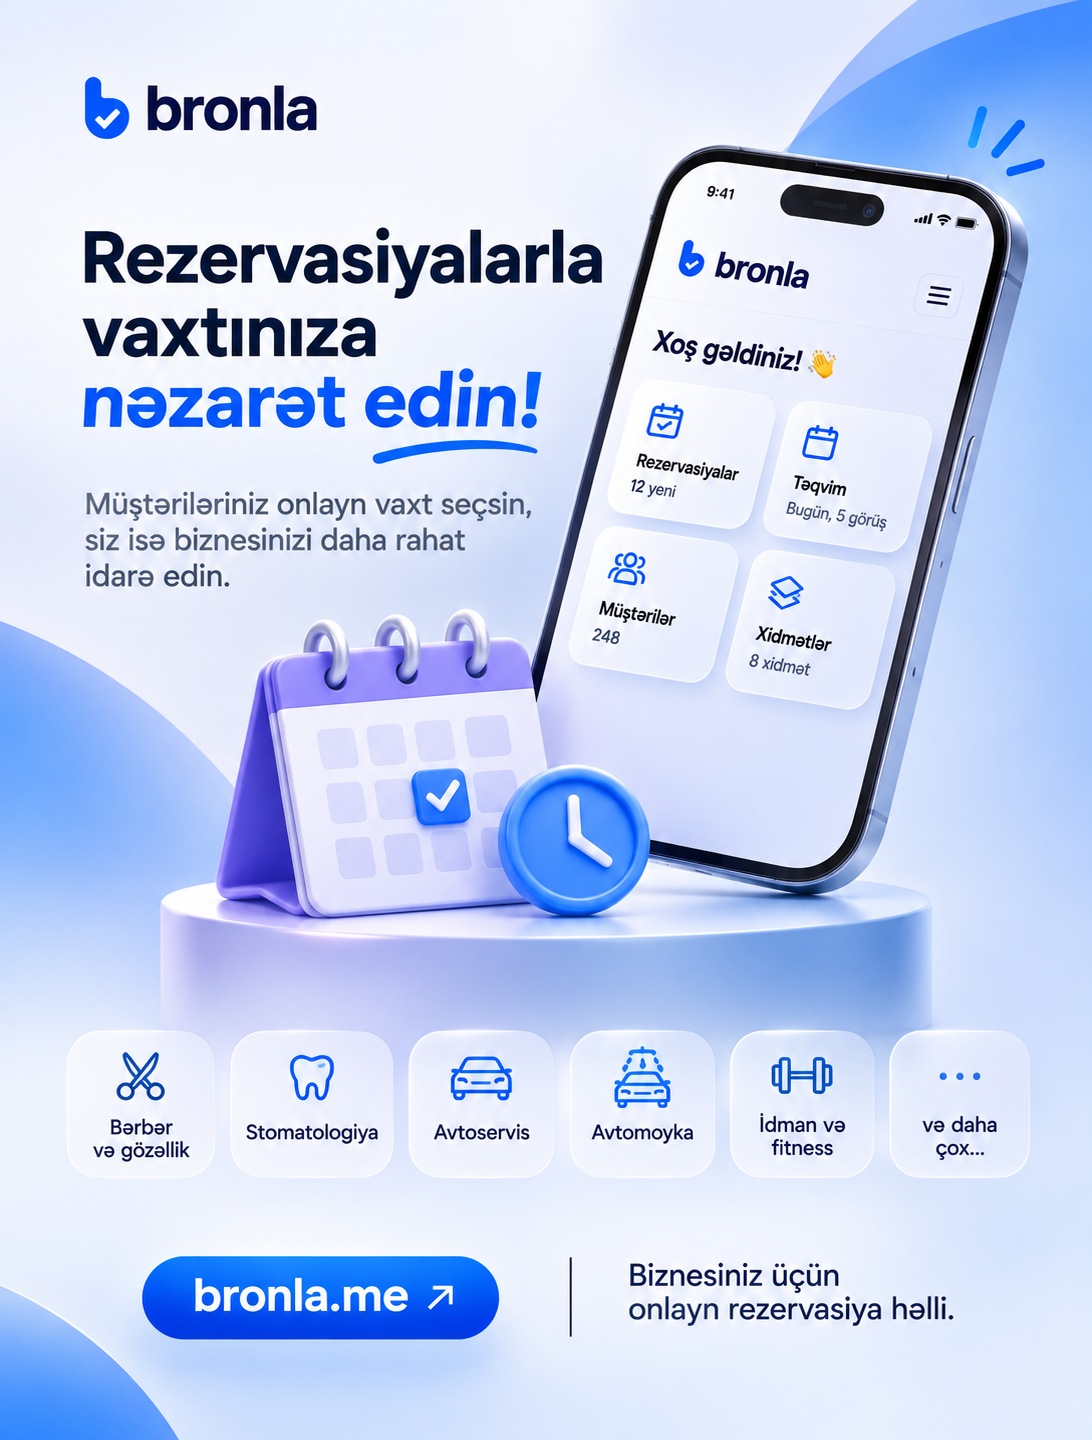 bronla
Rezervasiyalarla
vaxtınıza
nəzarət edin!
Müştəriləriniz onlayn vaxt seçsin,
siz isə biznesinizi daha rahat
idarə edin.
9:41
bronla
Xoş gəldiniz! 👋
Rezervasiyalar
12 yeni
Təqvim
Bugün, 5 görüş
Müştərilər
248
Xidmətlər
8 xidmət
Bərbər
və gözəllik
Stomatologiya
Avtoservis
Avtomoyka
İdman və
fitness
və daha
çox...
bronla.me ↗
Biznesiniz üçün
onlayn rezervasiya həlli.